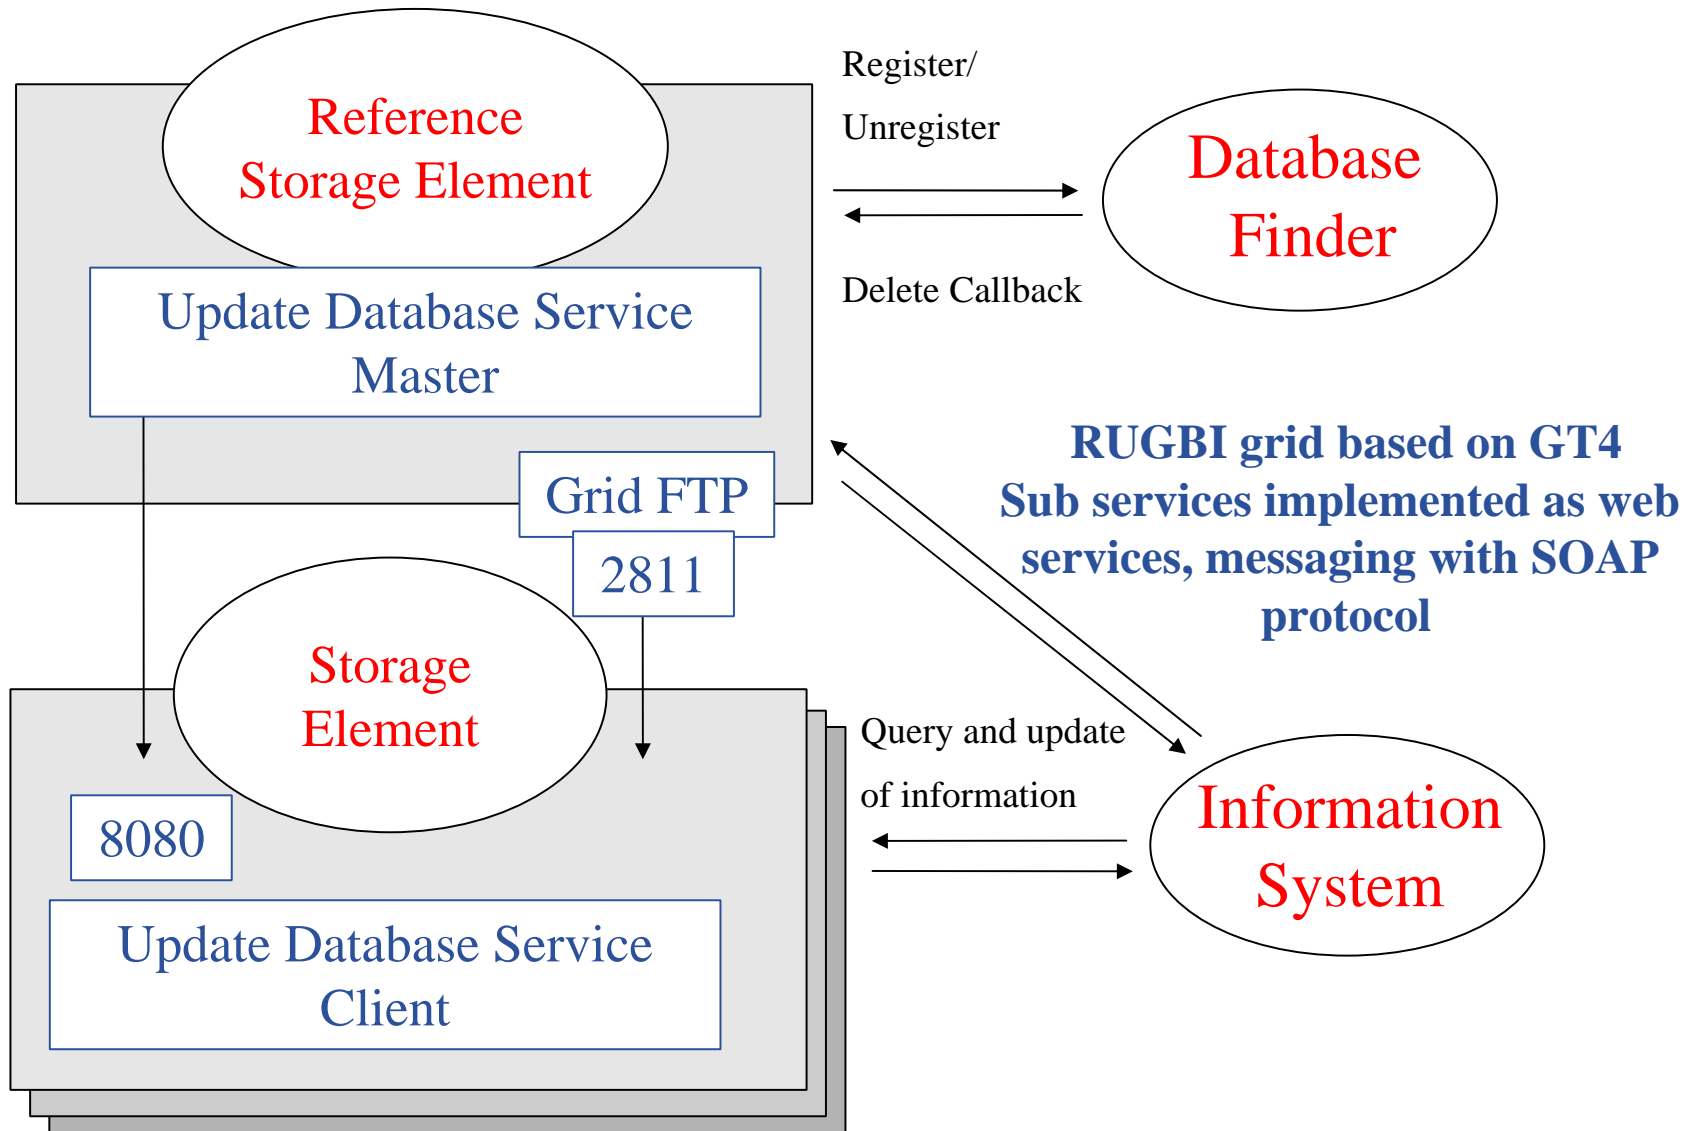 Reference
Storage Element
Update Database Service
Master
Register/
Unregister
Delete Callback
Database
Finder
Grid FTP
2811
RUGBI grid based on GT4
Sub services implemented as web
services, messaging with SOAP
protocol
Storage
Element
8080
Update Database Service
Client
Query and update
of information
Information
System